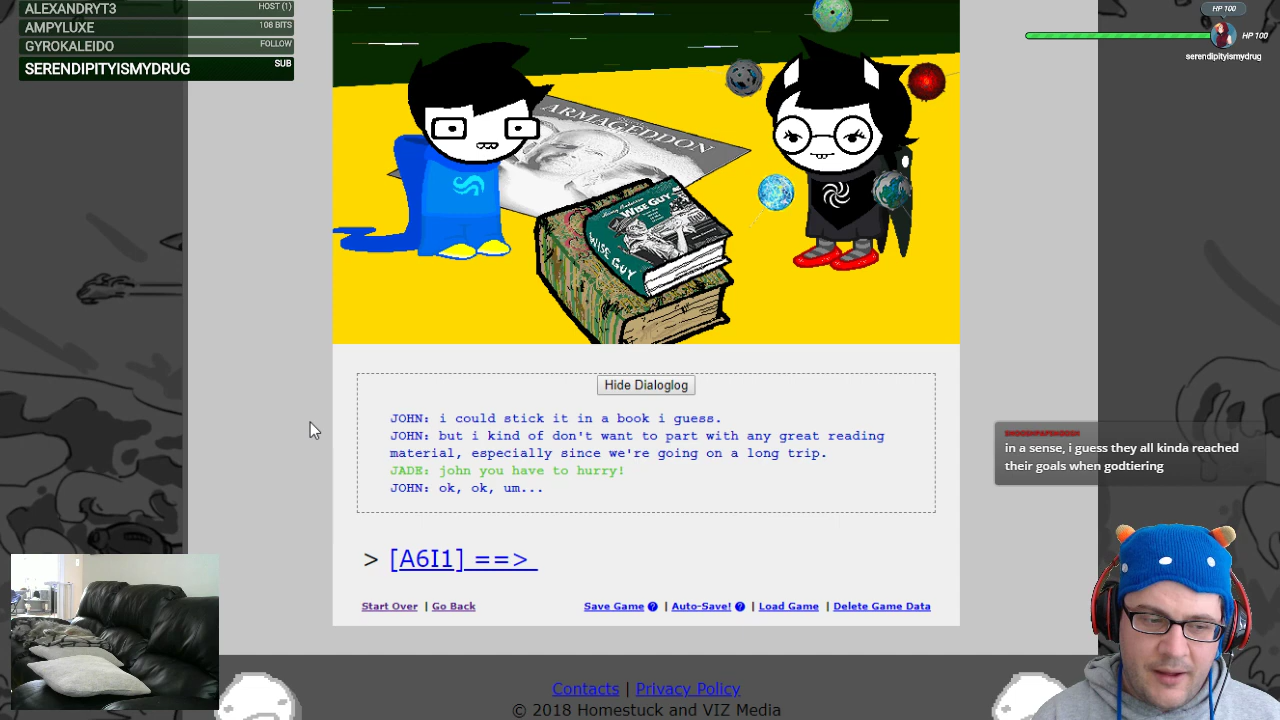 ALEXANDRYT3 HOST (1)
AMPYLUXE 108 BITS
GYROKALEIDO FOLLOW
SERENDIPITYISMYDRUG SUB
HP 100
HP 100
serendipityismydrug
ARMAGEDDON
WISE GUY
WISE GUY
Hide Dialoglog
JOHN: i could stick it in a book i guess.
JOHN: but i kind of don't want to part with any great reading
material, especially since we're going on a long trip.
JADE: john you have to hurry!
JOHN: ok, ok, um...
in a sense, i guess they all kinda reached
their goals when godtiering
> [A6I1] ==>
Start Over | Go Back
Save Game ? | Auto-Save! ? | Load Game | Delete Game Data
Contacts | Privacy Policy
© 2018 Homestuck and VIZ Media